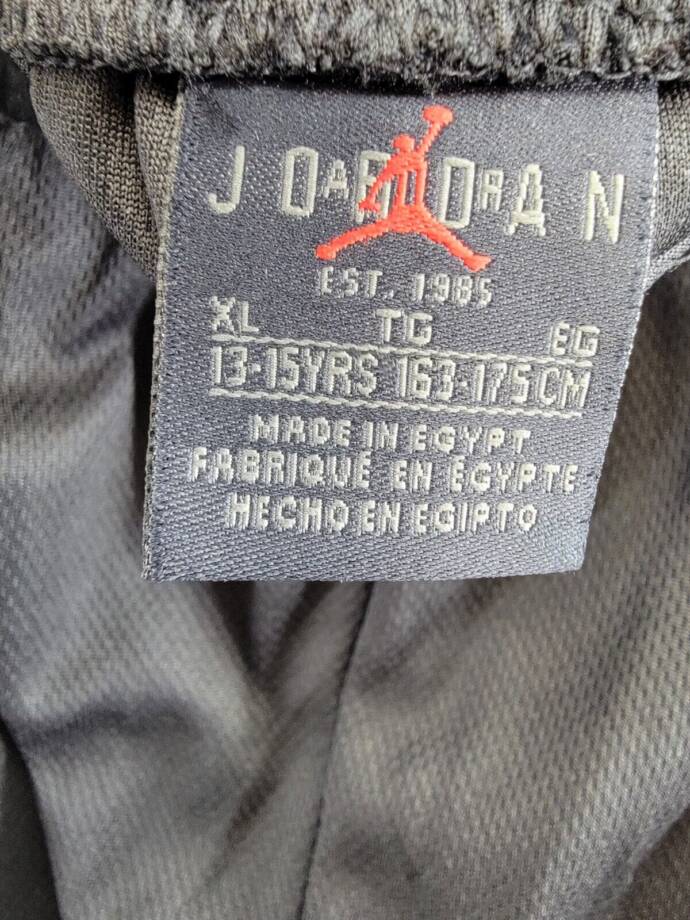 JORDAN
EST. 1985
XL TG EG
13-15YRS 163-175CM
MADE IN EGYPT
FABRIQUÉ EN ÉGYPTE
HECHO EN EGIPTO